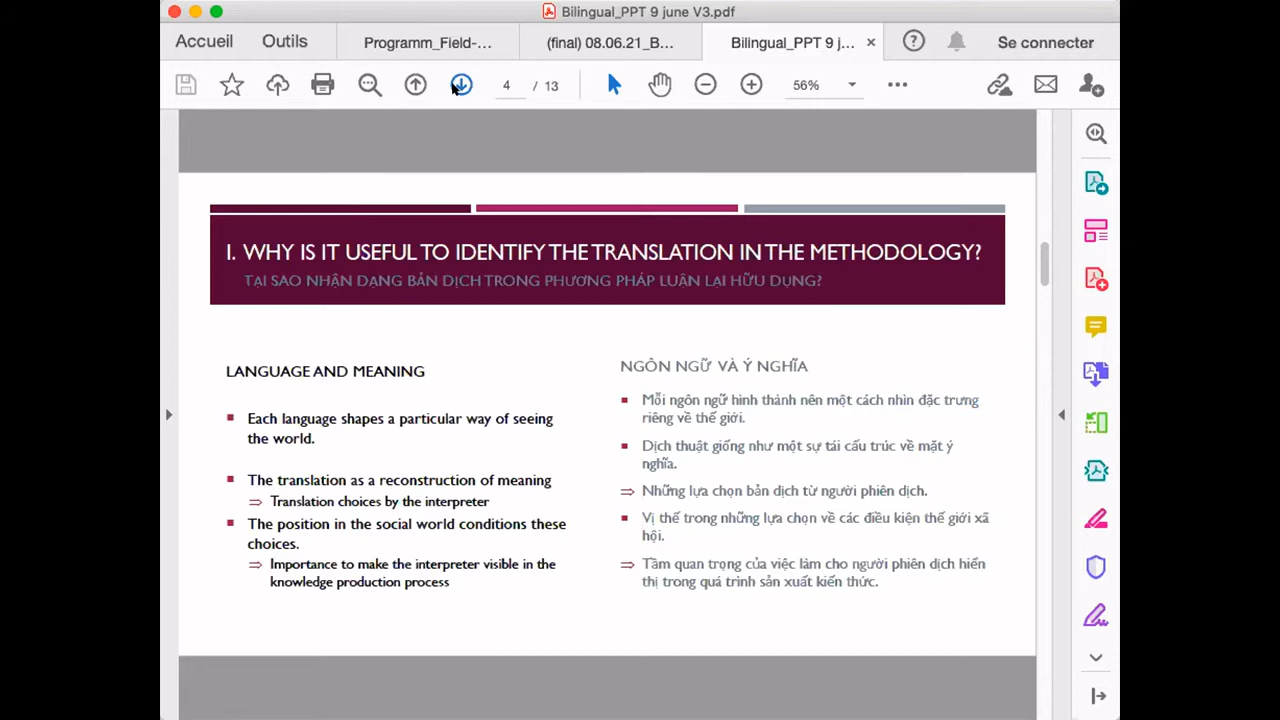 Bilingual_PPT 9 june V3.pdf
Accueil Outils Programm_Field-... (final) 08.06.21_B... Bilingual_PPT 9 j... × ? Se connecter
4 / 13 56%
I. WHY IS IT USEFUL TO IDENTIFY THE TRANSLATION IN THE METHODOLOGY?
TẠI SAO NHẬN DẠNG BẢN DỊCH TRONG PHƯƠNG PHÁP LUẬN LẠI HỮU DỤNG?
LANGUAGE AND MEANING
Each language shapes a particular way of seeing
the world.
The translation as a reconstruction of meaning
⇒ Translation choices by the interpreter
The position in the social world conditions these
choices.
⇒ Importance to make the interpreter visible in the
knowledge production process
NGÔN NGỮ VÀ Ý NGHĨA
Mỗi ngôn ngữ hình thành nên một cách nhìn đặc trưng
riêng về thế giới.
Dịch thuật giống như một sự tái cấu trúc về mặt ý
nghĩa.
⇒ Những lựa chọn bản dịch từ người phiên dịch.
Vị thế trong những lựa chọn về các điều kiện thế giới xã
hội.
⇒ Tầm quan trọng của việc làm cho người phiên dịch hiển
thị trong quá trình sản xuất kiến thức.